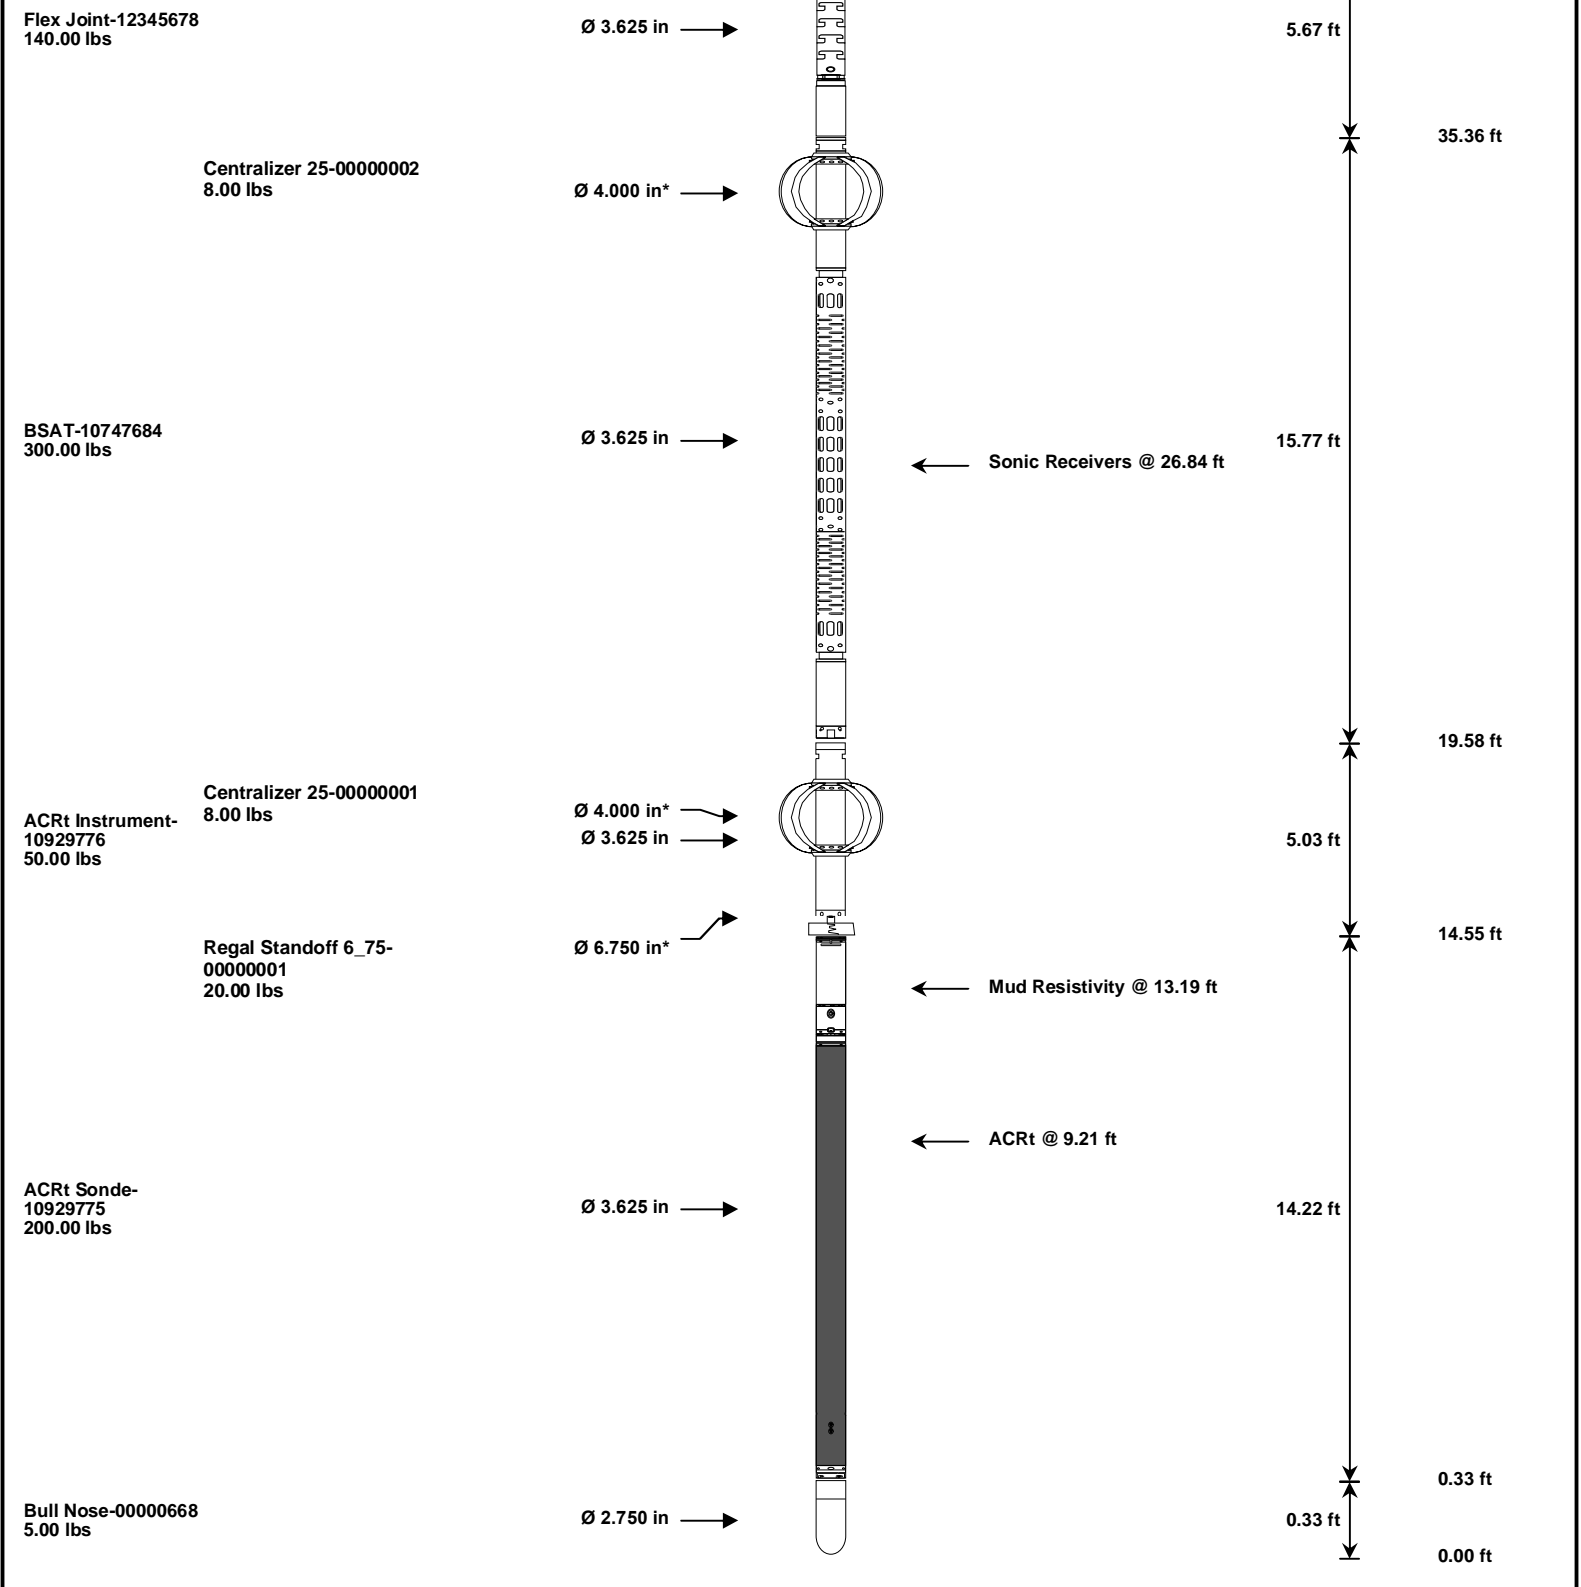 Flex Joint-12345678
140.00 lbs
Ø 3.625 in
5.67 ft
35.36 ft
Centralizer 25-00000002
8.00 lbs
Ø 4.000 in*
BSAT-10747684
300.00 lbs
Ø 3.625 in
15.77 ft
Sonic Receivers @ 26.84 ft
19.58 ft
Centralizer 25-00000001
8.00 lbs
Ø 4.000 in*
ACRt Instrument-
10929776
50.00 lbs
Ø 3.625 in
5.03 ft
14.55 ft
Regal Standoff 6_75-
00000001
20.00 lbs
Ø 6.750 in*
Mud Resistivity @ 13.19 ft
ACRt @ 9.21 ft
ACRt Sonde-
10929775
200.00 lbs
Ø 3.625 in
14.22 ft
0.33 ft
Bull Nose-00000668
5.00 lbs
Ø 2.750 in
0.33 ft
0.00 ft